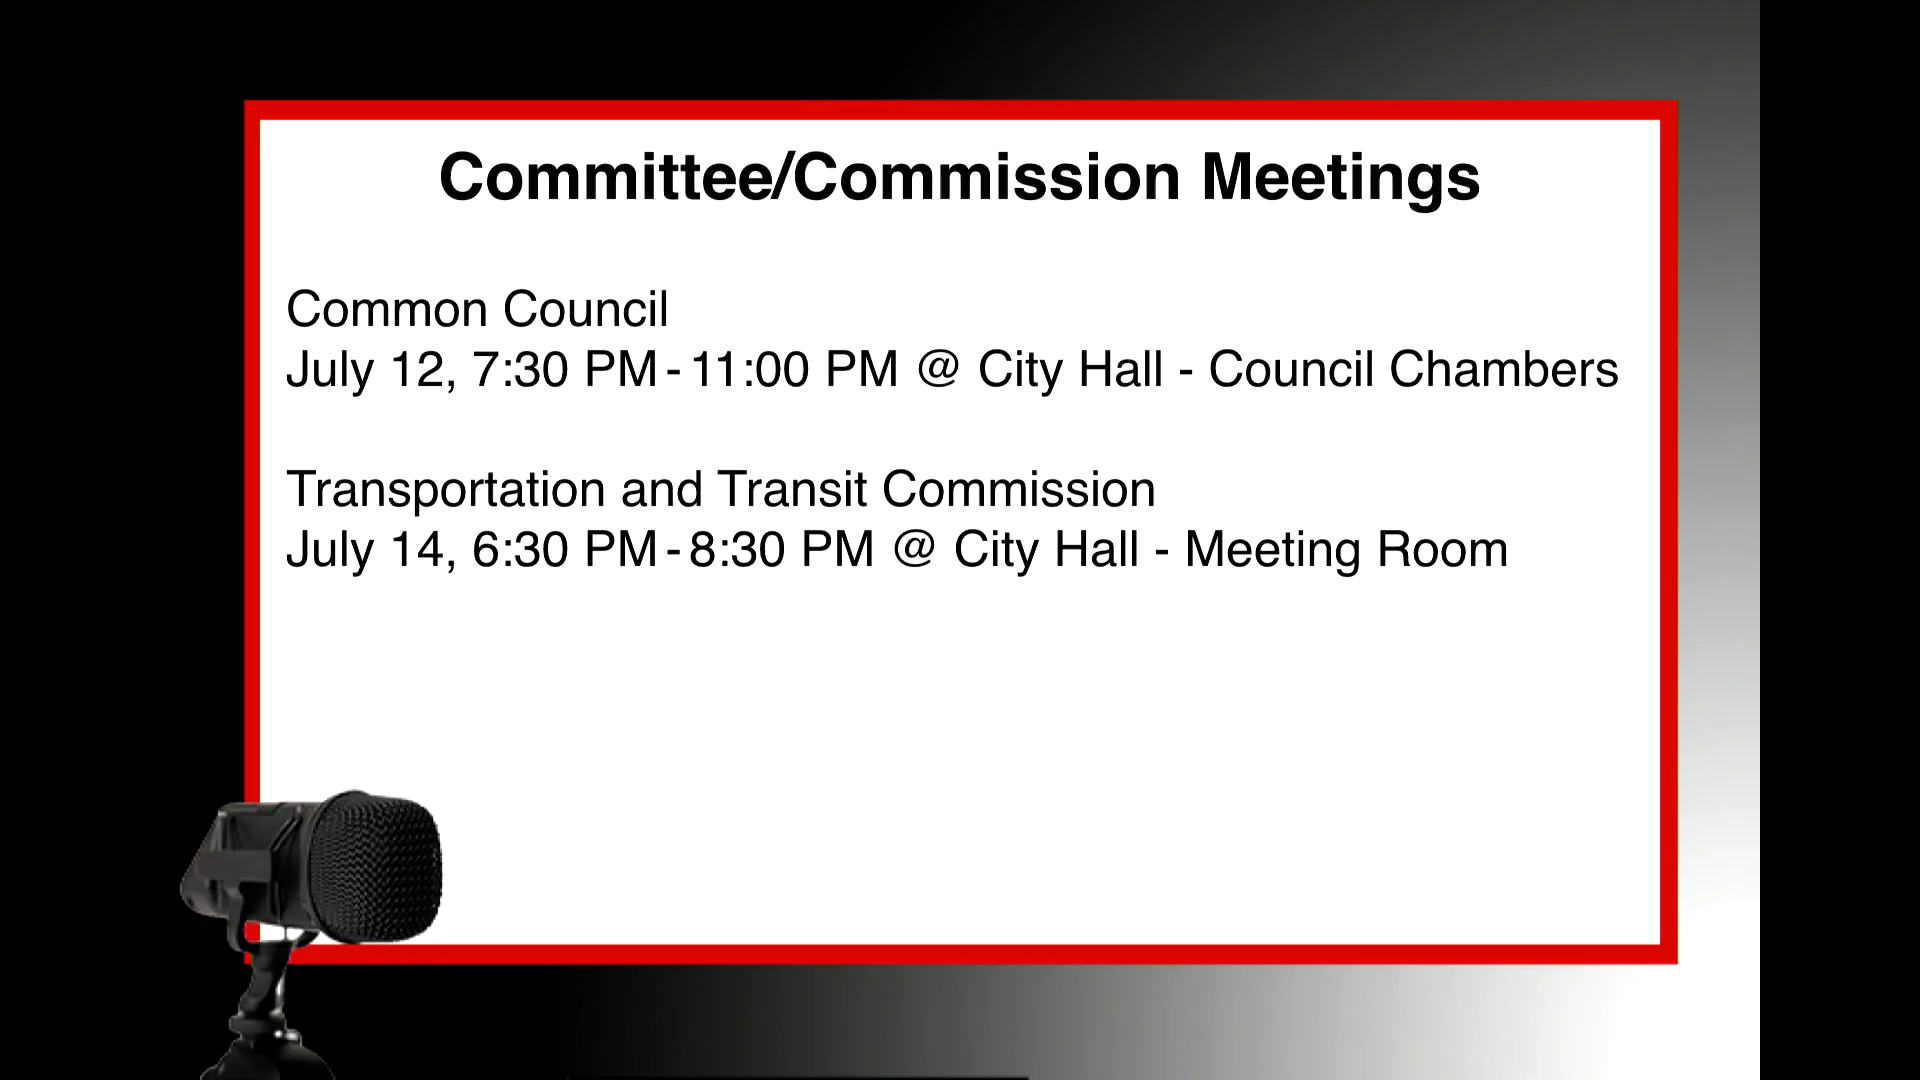 Committee/Commission Meetings
Common Council
July 12, 7:30 PM - 11:00 PM @ City Hall - Council Chambers
Transportation and Transit Commission
July 14, 6:30 PM - 8:30 PM @ City Hall - Meeting Room